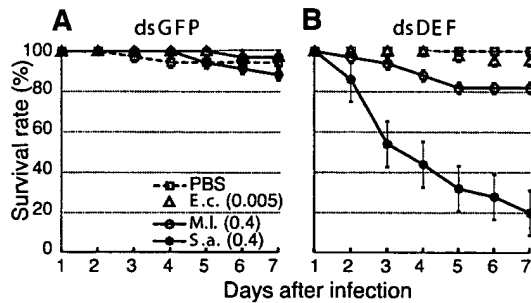 A dsGFP
B dsDEF
Survival rate (%)
100
80
60
40
20
0
PBS
E.c. (0.005)
M.l. (0.4)
S.a. (0.4)
1 2 3 4 5 6 7
1 2 3 4 5 6 7
Days after infection